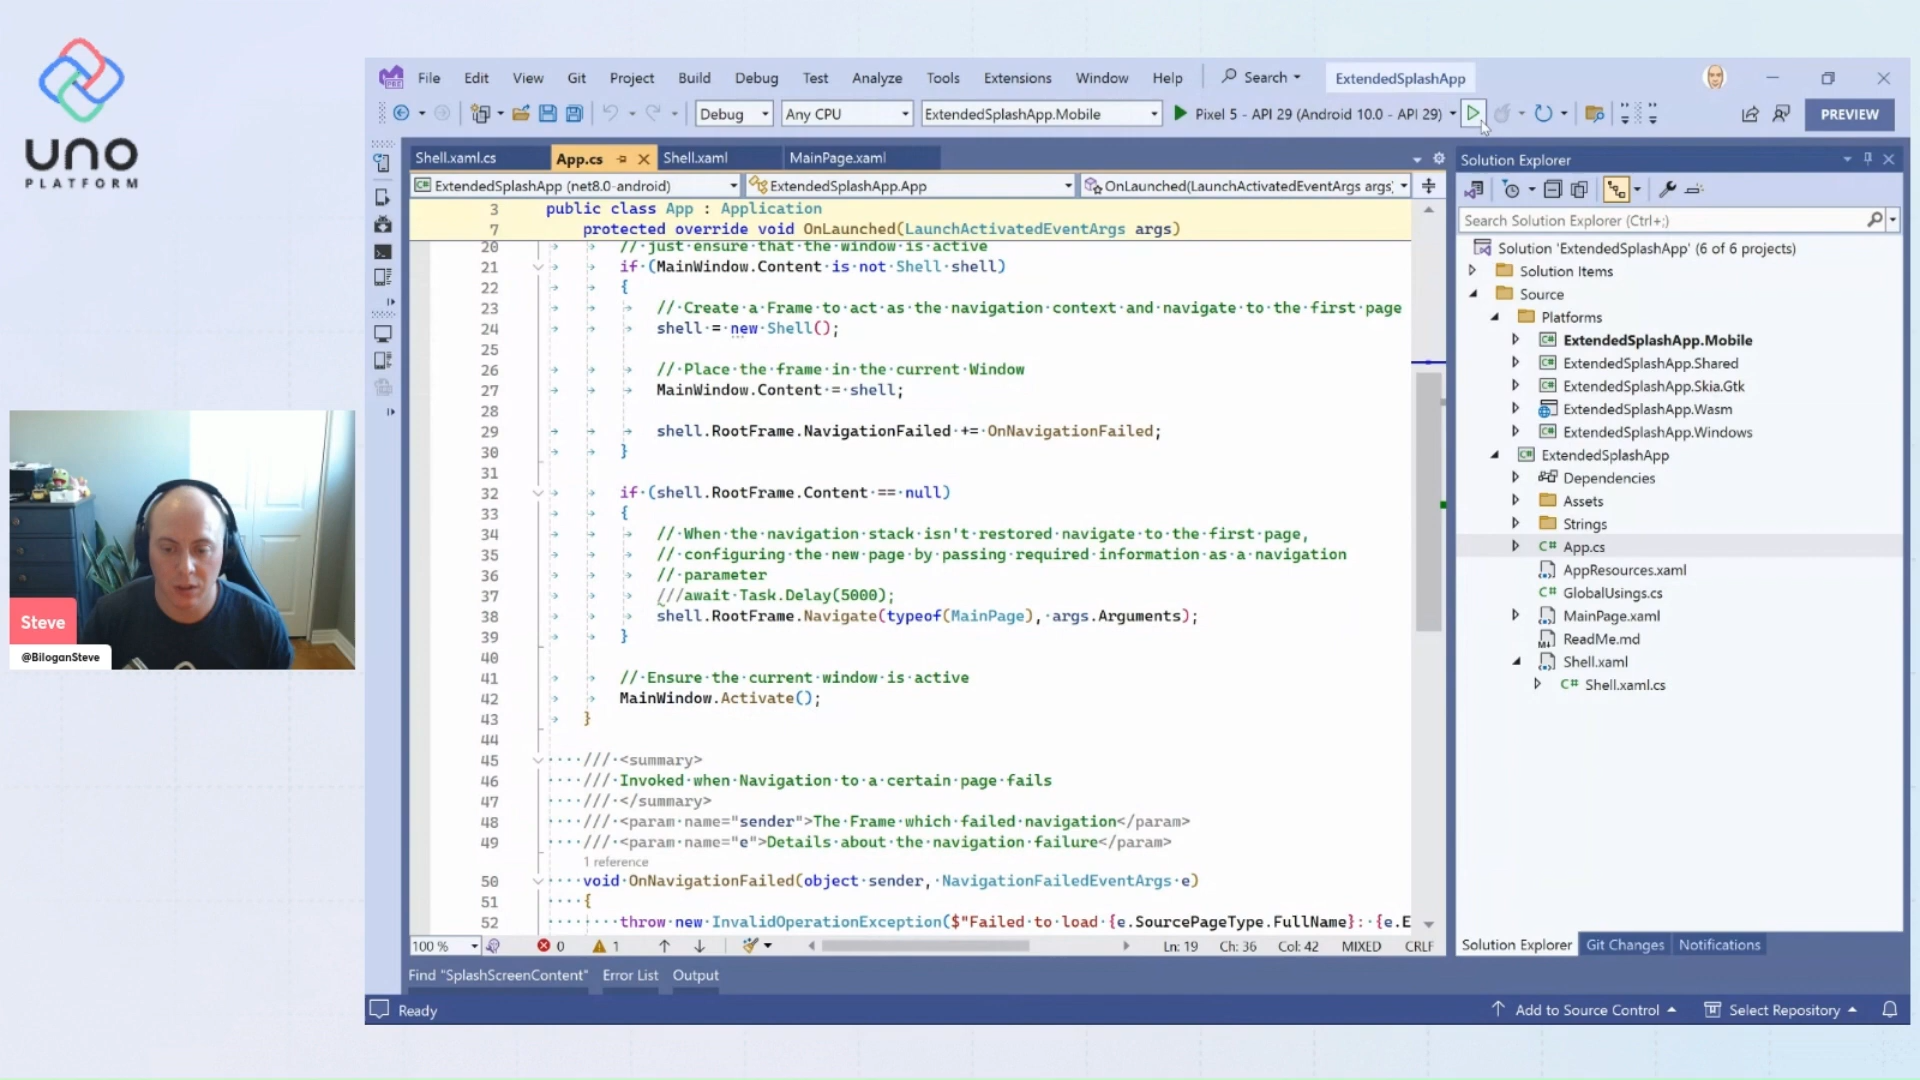 UNO
PLATFORM
File Edit View Git Project Build Debug Test Analyze Tools Extensions Window Help Search ExtendedSplashApp
Debug Any CPU ExtendedSplashApp.Mobile Pixel 5 - API 29 (Android 10.0 - API 29) PREVIEW
Shell.xaml.cs App.cs Shell.xaml MainPage.xaml
ExtendedSplashApp (net8.0-android) ExtendedSplashApp.App OnLaunched(LaunchActivatedEventArgs args)
3 public class App : Application
7 protected override void OnLaunched(LaunchActivatedEventArgs args)
20 // just ensure that the window is active
21 if (MainWindow.Content is not Shell shell)
22 {
23 // Create a Frame to act as the navigation context and navigate to the first page
24 shell = new Shell();
25
26 // Place the frame in the current Window
27 MainWindow.Content = shell;
28
29 shell.RootFrame.NavigationFailed += OnNavigationFailed;
30 }
31
32 if (shell.RootFrame.Content == null)
33 {
34 // When the navigation stack isn't restored navigate to the first page,
35 // configuring the new page by passing required information as a navigation
36 // parameter
37 ///await Task.Delay(5000);
38 shell.RootFrame.Navigate(typeof(MainPage), args.Arguments);
39 }
40
41 // Ensure the current window is active
42 MainWindow.Activate();
43 }
44
45 /// <summary>
46 /// Invoked when Navigation to a certain page fails
47 /// </summary>
48 /// <param name="sender">The Frame which failed navigation</param>
49 /// <param name="e">Details about the navigation failure</param>
1 reference
50 void OnNavigationFailed(object sender, NavigationFailedEventArgs e)
51 {
52 throw new InvalidOperationException($"Failed to load {e.SourcePageType.FullName}: {e.E
100 % 0 1 Ln: 19 Ch: 36 Col: 42 MIXED CRLF
Find "SplashScreenContent" Error List Output
Ready Add to Source Control Select Repository
Solution Explorer
Search Solution Explorer (Ctrl+;)
Solution 'ExtendedSplashApp' (6 of 6 projects)
Solution Items
Source
Platforms
ExtendedSplashApp.Mobile
ExtendedSplashApp.Shared
ExtendedSplashApp.Skia.Gtk
ExtendedSplashApp.Wasm
ExtendedSplashApp.Windows
ExtendedSplashApp
Dependencies
Assets
Strings
C# App.cs
AppResources.xaml
C# GlobalUsings.cs
MainPage.xaml
ReadMe.md
Shell.xaml
C# Shell.xaml.cs
Solution Explorer Git Changes Notifications
Steve
@BiloganSteve